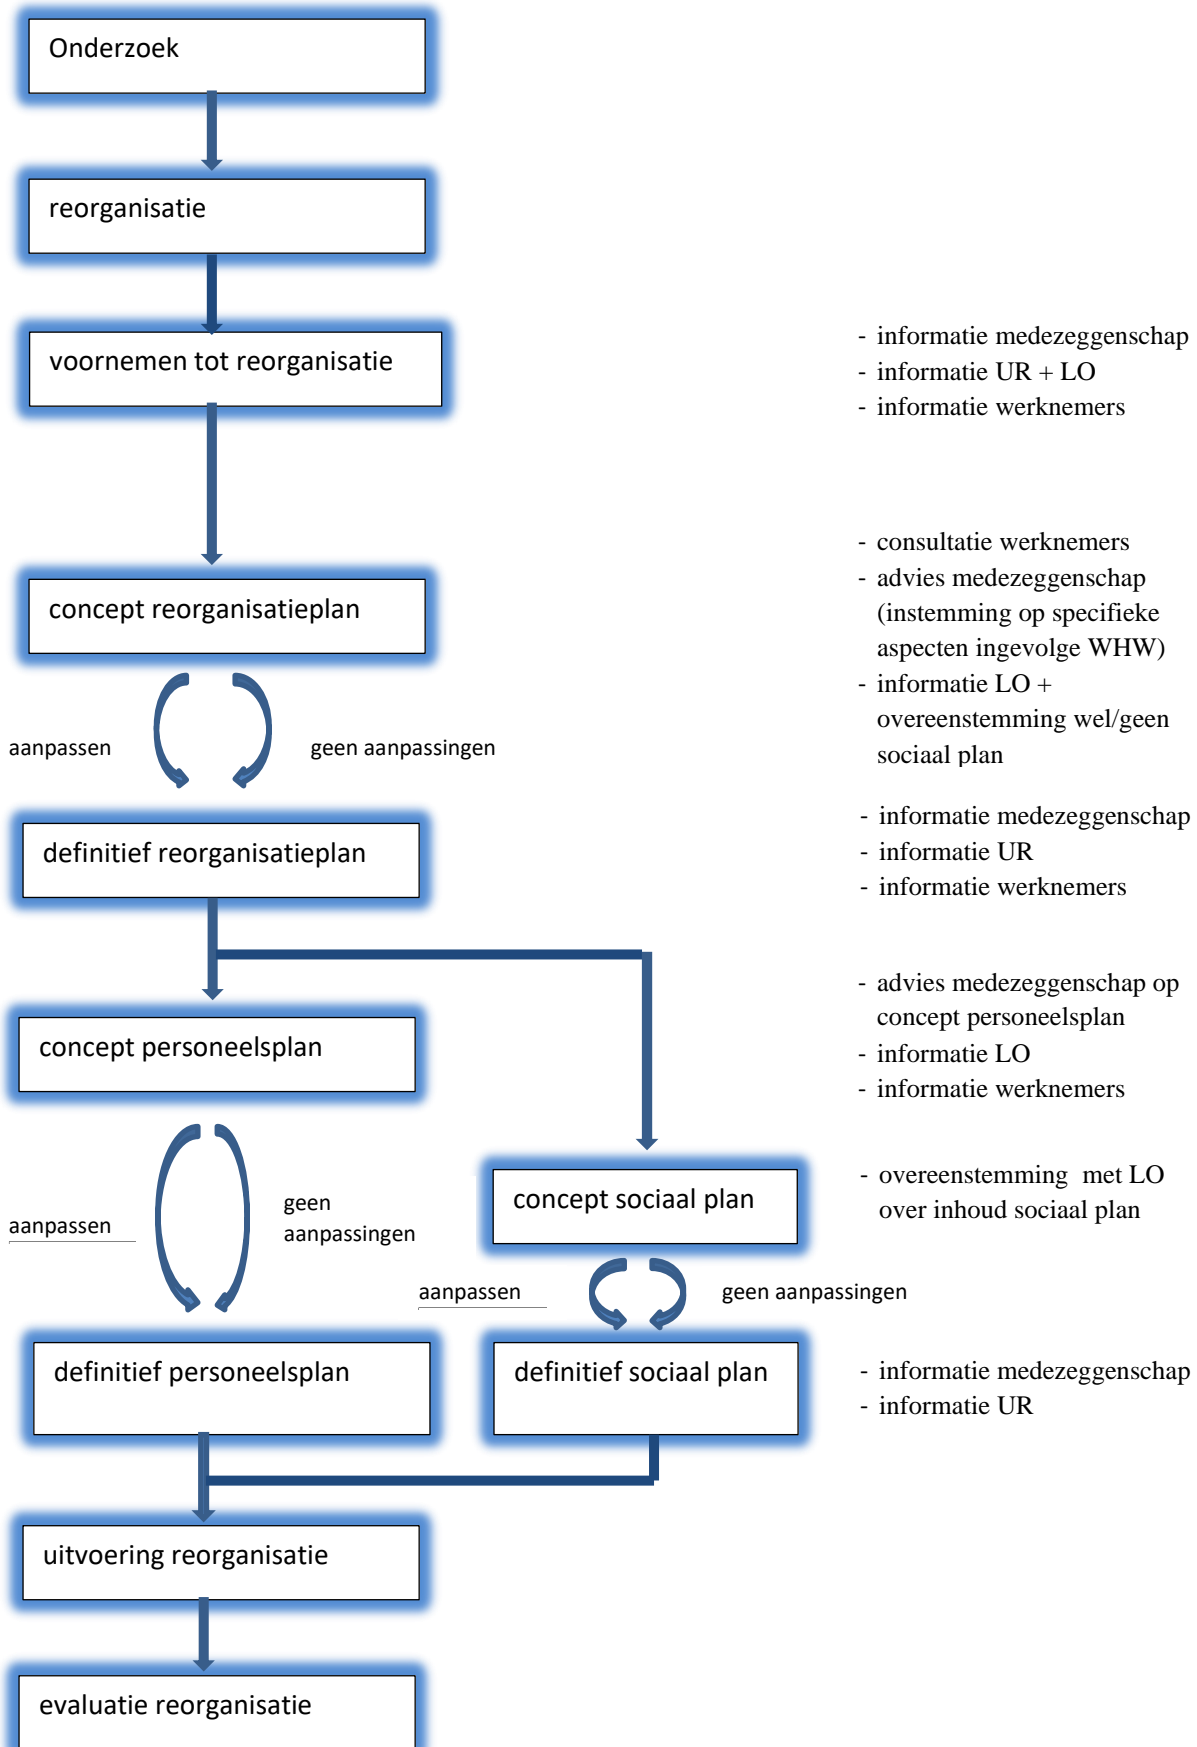 Onderzoek
reorganisatie
voornemen tot reorganisatie
- informatie medezeggenschap
- informatie UR + LO
- informatie werknemers
concept reorganisatieplan
- consultatie werknemers
- advies medezeggenschap
(instemming op specifieke
aspecten ingevolge WHW)
- informatie LO +
overeenstemming wel/geen
sociaal plan
aanpassen
geen aanpassingen
definitief reorganisatieplan
- informatie medezeggenschap
- informatie UR
- informatie werknemers
concept personeelsplan
- advies medezeggenschap op
concept personeelsplan
- informatie LO
- informatie werknemers
aanpassen
geen
aanpassingen
concept sociaal plan
- overeenstemming met LO
over inhoud sociaal plan
aanpassen
geen aanpassingen
definitief personeelsplan
definitief sociaal plan
- informatie medezeggenschap
- informatie UR
uitvoering reorganisatie
evaluatie reorganisatie